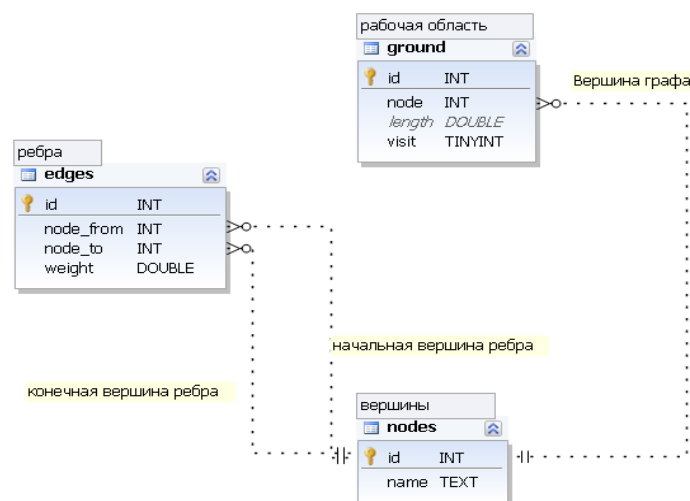 рабочая область
ground
id INT
node INT
length DOUBLE
visit TINYINT
Вершина графа
ребра
edges
id INT
node_from INT
node_to INT
weight DOUBLE
начальная вершина ребра
конечная вершина ребра
вершины
nodes
id INT
name TEXT